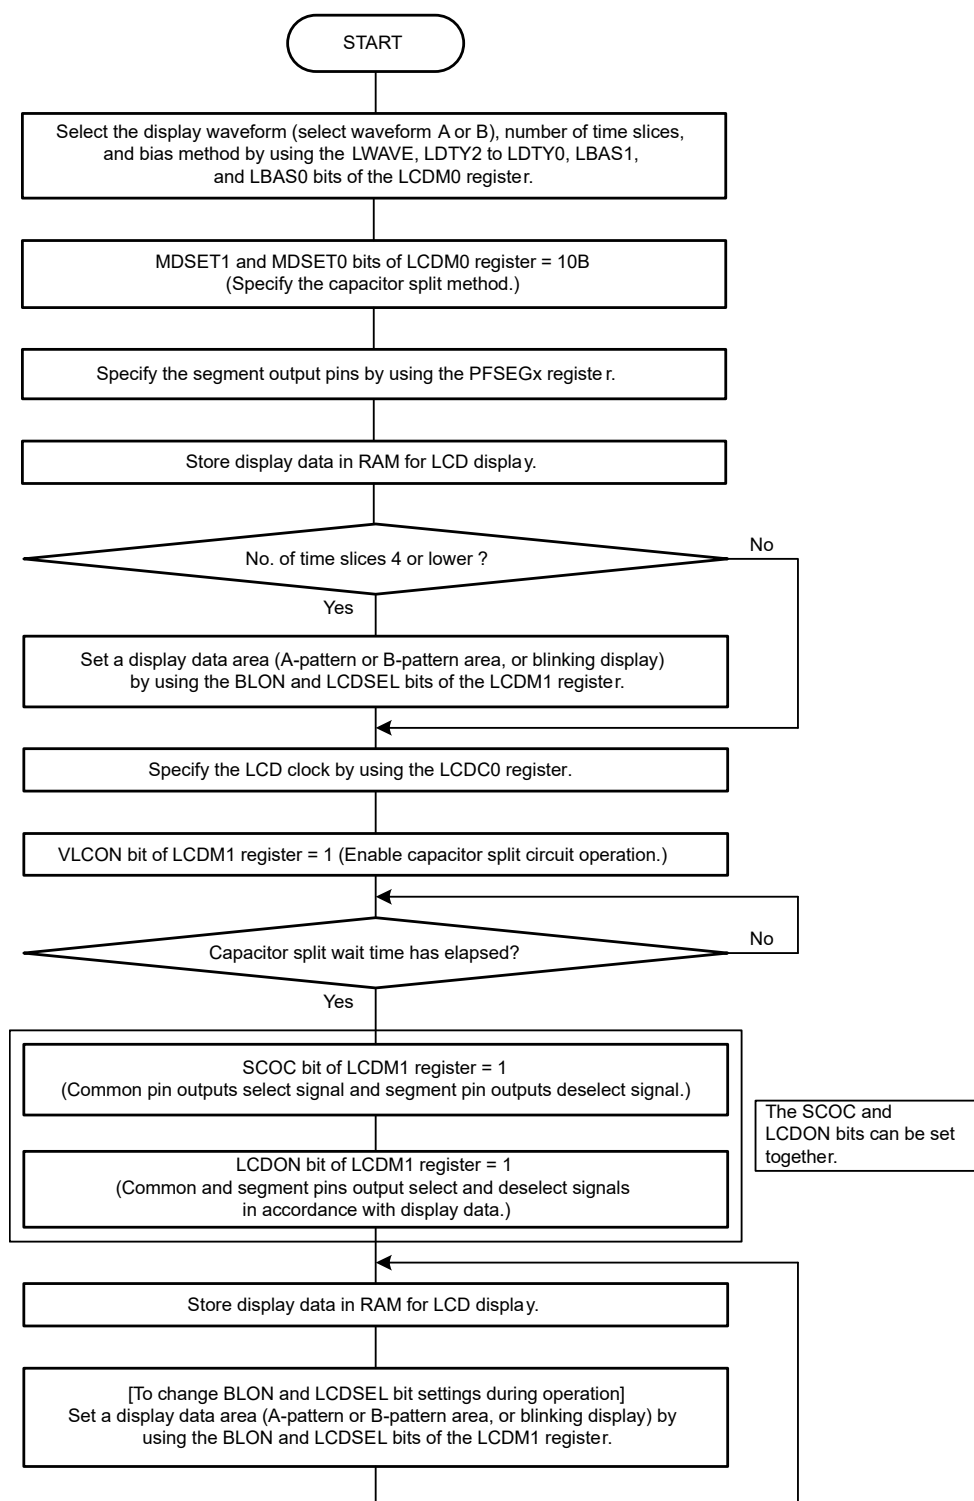 START
Select the display waveform (select waveform A or B), number of time slices,
and bias method by using the LWAVE, LDTY2 to LDTY0, LBAS1,
and LBAS0 bits of the LCDM0 register.
MDSET1 and MDSET0 bits of LCDM0 register = 10B
(Specify the capacitor split method.)
Specify the segment output pins by using the PFSEGx register.
Store display data in RAM for LCD display.
No. of time slices 4 or lower ?
No
Yes
Set a display data area (A-pattern or B-pattern area, or blinking display)
by using the BLON and LCDSEL bits of the LCDM1 register.
Specify the LCD clock by using the LCDC0 register.
VLCON bit of LCDM1 register = 1 (Enable capacitor split circuit operation.)
Capacitor split wait time has elapsed?
No
Yes
SCOC bit of LCDM1 register = 1
(Common pin outputs select signal and segment pin outputs deselect signal.)
The SCOC and
LCDON bits can be set
together.
LCDON bit of LCDM1 register = 1
(Common and segment pins output select and deselect signals
in accordance with display data.)
Store display data in RAM for LCD display.
[To change BLON and LCDSEL bit settings during operation]
Set a display data area (A-pattern or B-pattern area, or blinking display) by
using the BLON and LCDSEL bits of the LCDM1 register.